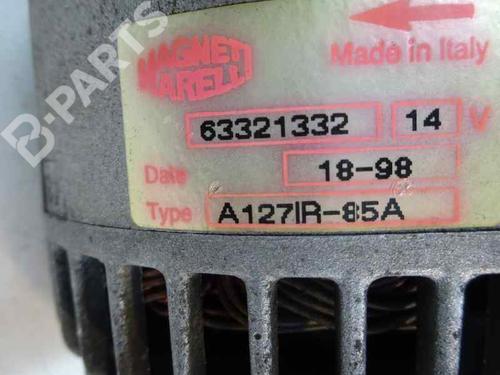 B-PARTS
MAGNETI MARELLI
Made in Italy
63321332 14 V
Date 18-98
Type A127IR-85A